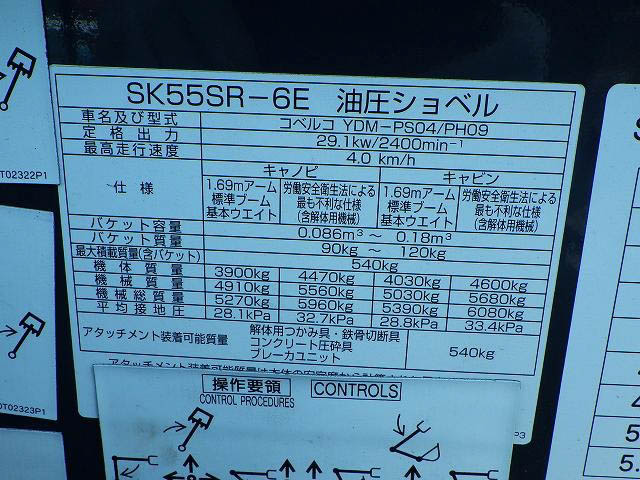 SK55SR-6E 油圧ショベル
車名及び型式 コベルコ YDM-PS04/PH09
定格出力 29.1kw/2400min⁻¹
最高走行速度 4.0 km/h
仕様 キャノピ キャビン
1.69mアーム 標準ブーム 基本ウエイト 労働安全衛生法による 最も不利な仕様 (含解体用機械) 1.69mアーム 標準ブーム 基本ウエイト 労働安全衛生法による 最も不利な仕様 (含解体用機械)
バケット容量 0.086m³ ～ 0.18m³
バケット質量 90kg ～ 120kg
最大積載質量(含バケット) 540kg
機体質量 3900kg 4470kg 4030kg 4600kg
機械質量 4910kg 5560kg 5030kg 5680kg
機械総質量 5270kg 5960kg 5390kg 6080kg
平均接地圧 28.1kPa 32.7kPa 28.8kPa 33.4kPa
アタッチメント装着可能質量 解体用つかみ具・鉄骨切断具 コンクリート圧砕具 ブレーカユニット 540kg
操作要領 CONTROLS
CONTROL PROCEDURES
0T02322P1
0T02323P1
P3